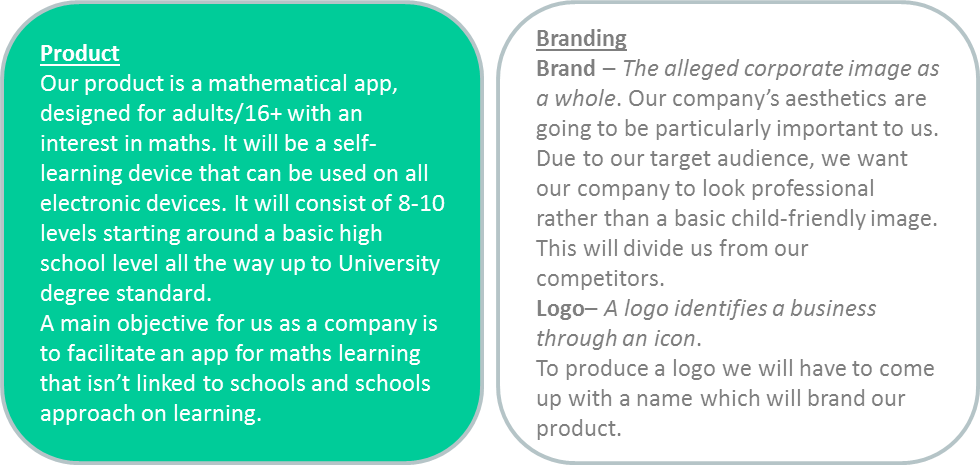 Product
Our product is a mathematical app,
designed for adults/16+ with an
interest in maths. It will be a self-
learning device that can be used on all
electronic devices. It will consist of 8-10
levels starting around a basic high
school level all the way up to University
degree standard.
A main objective for us as a company is
to facilitate an app for maths learning
that isn’t linked to schools and schools
approach on learning.
Branding
Brand – The alleged corporate image as
a whole. Our company’s aesthetics are
going to be particularly important to us.
Due to our target audience, we want
our company to look professional
rather than a basic child-friendly image.
This will divide us from our
competitors.
Logo– A logo identifies a business
through an icon.
To produce a logo we will have to come
up with a name which will brand our
product.